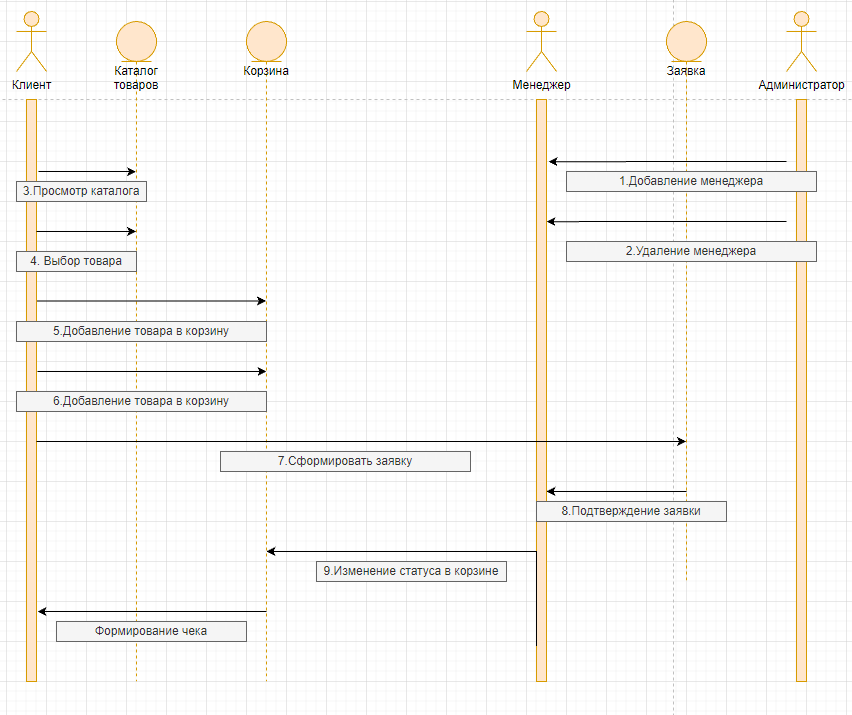 Клиент
Каталог
товаров
Корзина
Менеджер
Заявка
Администратор
1.Добавление менеджера
3.Просмотр каталога
2.Удаление менеджера
4. Выбор товара
5.Добавление товара в корзину
6.Добавление товара в корзину
7.Сформировать заявку
8.Подтверждение заявки
9.Изменение статуса в корзине
Формирование чека